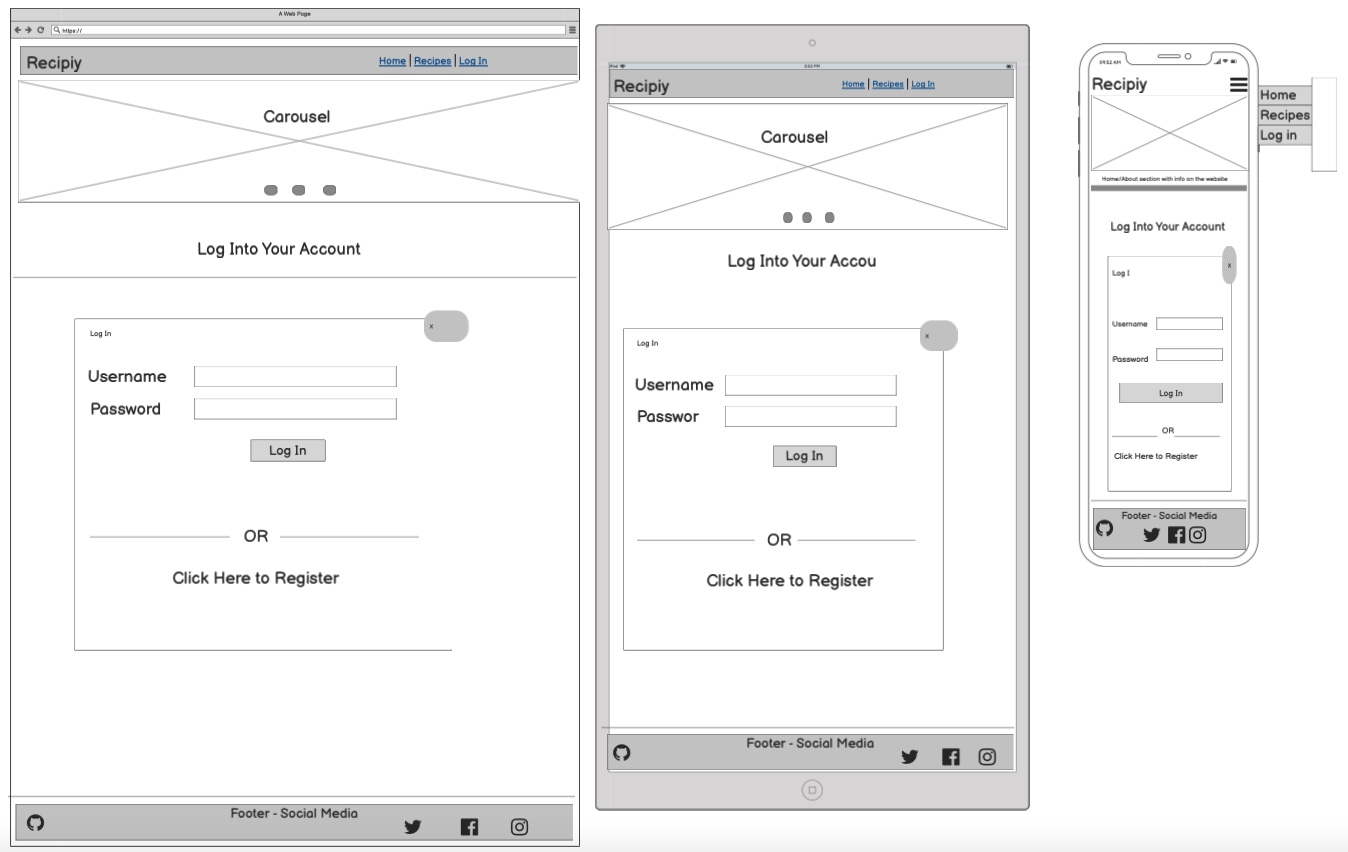 A Web Page
https://
Recipiy
Home | Recipes | Log In
Carousel
Log Into Your Account
Log In
x
Username
Password
Log In
OR
Click Here to Register
Footer - Social Media
iPad
4:02 PM
Recipiy
Home | Recipes | Log In
Carousel
Log Into Your Accou
Log In
x
Username
Passwor
Log In
OR
Click Here to Register
Footer - Social Media
09:52 AM
Recipiy
Home
Recipes
Log in
Home/About section with info on the website
Log Into Your Account
x
Log I
Username
Password
Log In
OR
Click Here to Register
Footer - Social Media